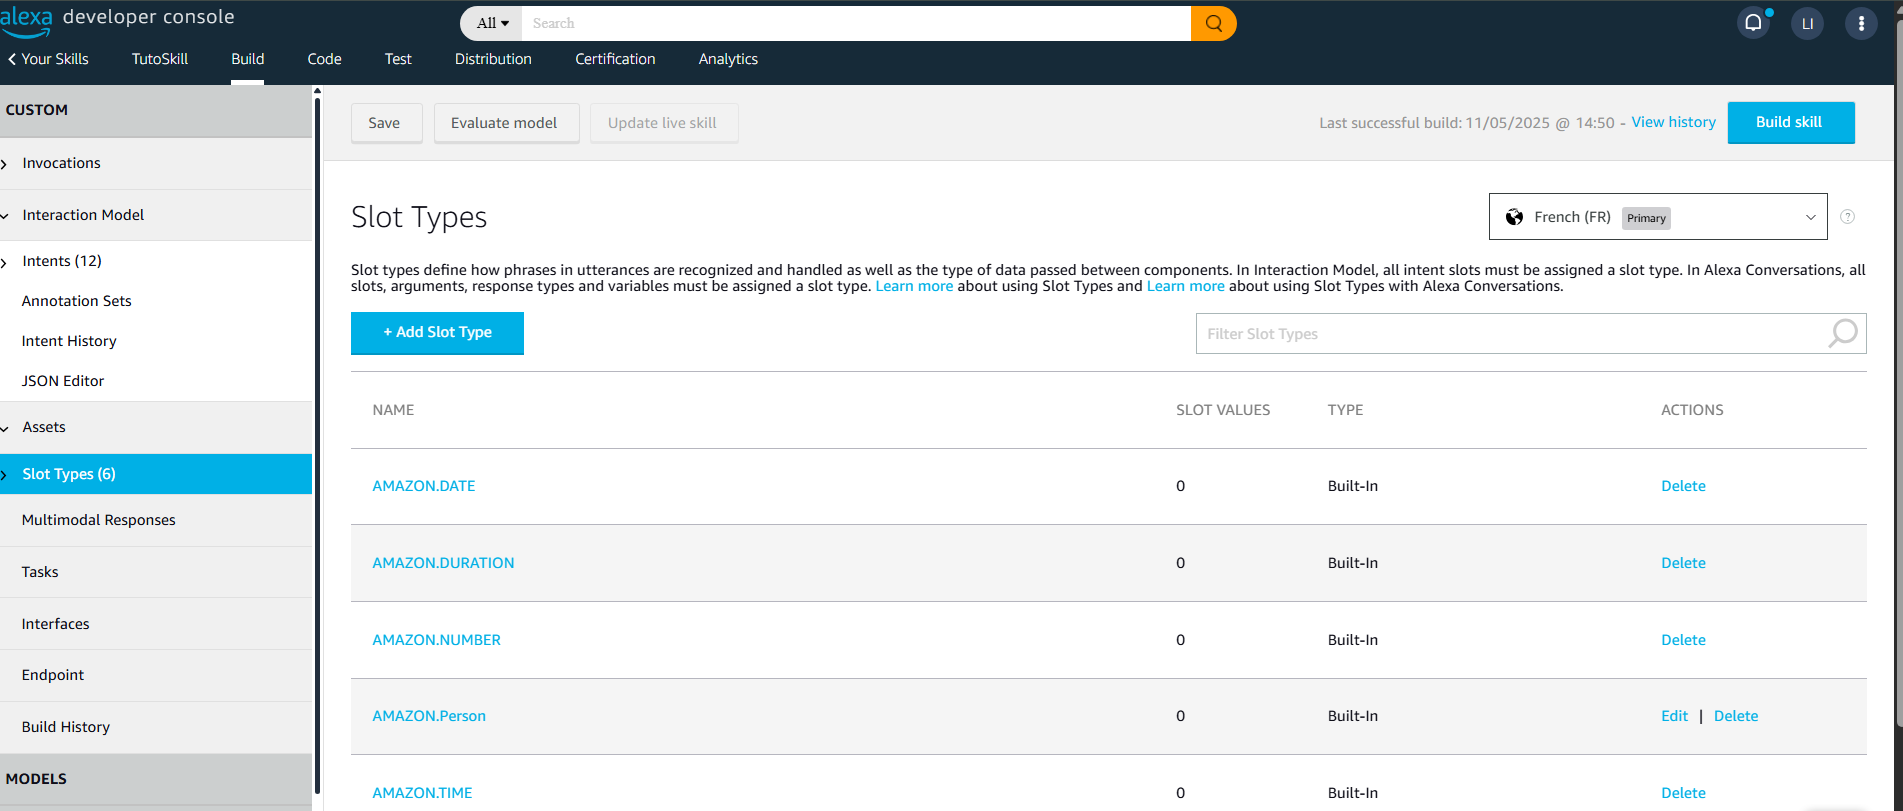 alexa developer console
All
Search
LI
Your Skills
TutoSkill
Build
Code
Test
Distribution
Certification
Analytics
CUSTOM
Invocations
Interaction Model
Intents (12)
Annotation Sets
Intent History
JSON Editor
Assets
Slot Types (6)
Multimodal Responses
Tasks
Interfaces
Endpoint
Build History
MODELS
Save
Evaluate model
Update live skill
Last successful build: 11/05/2025 @ 14:50 - View history
Build skill
Slot Types
French (FR) Primary
?
Slot types define how phrases in utterances are recognized and handled as well as the type of data passed between components. In Interaction Model, all intent slots must be assigned a slot type. In Alexa Conversations, all
slots, arguments, response types and variables must be assigned a slot type. Learn more about using Slot Types and Learn more about using Slot Types with Alexa Conversations.
+ Add Slot Type
Filter Slot Types
NAME SLOT VALUES TYPE ACTIONS
AMAZON.DATE 0 Built-In Delete
AMAZON.DURATION 0 Built-In Delete
AMAZON.NUMBER 0 Built-In Delete
AMAZON.Person 0 Built-In Edit | Delete
AMAZON.TIME 0 Built-In Delete